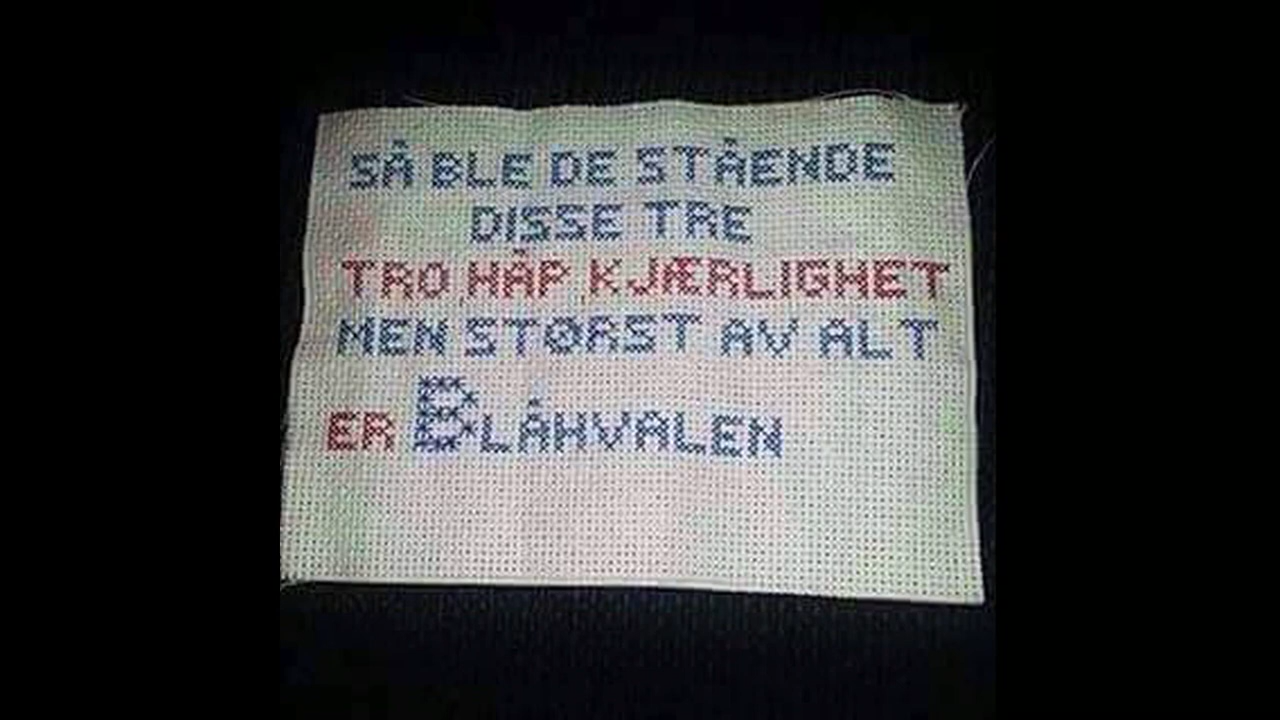 SÅ BLE DE STÅENDE
DISSE TRE
TRO, HÅP, KJÆRLIGHET
MEN STØRST AV ALT
ER BLÅHVALEN